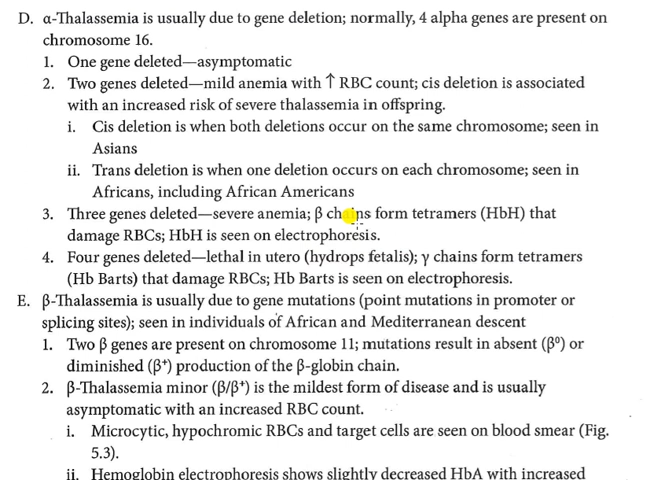 D. α-Thalassemia is usually due to gene deletion; normally, 4 alpha genes are present on
chromosome 16.
1. One gene deleted—asymptomatic
2. Two genes deleted—mild anemia with ↑ RBC count; cis deletion is associated
with an increased risk of severe thalassemia in offspring.
i. Cis deletion is when both deletions occur on the same chromosome; seen in
Asians
ii. Trans deletion is when one deletion occurs on each chromosome; seen in
Africans, including African Americans
3. Three genes deleted—severe anemia; β chains form tetramers (HbH) that
damage RBCs; HbH is seen on electrophoresis.
4. Four genes deleted—lethal in utero (hydrops fetalis); γ chains form tetramers
(Hb Barts) that damage RBCs; Hb Barts is seen on electrophoresis.
E. β-Thalassemia is usually due to gene mutations (point mutations in promoter or
splicing sites); seen in individuals of African and Mediterranean descent
1. Two β genes are present on chromosome 11; mutations result in absent (β⁰) or
diminished (β⁺) production of the β-globin chain.
2. β-Thalassemia minor (β/β⁺) is the mildest form of disease and is usually
asymptomatic with an increased RBC count.
i. Microcytic, hypochromic RBCs and target cells are seen on blood smear (Fig.
5.3).
ii. Hemoglobin electrophoresis shows slightly decreased HbA with increased